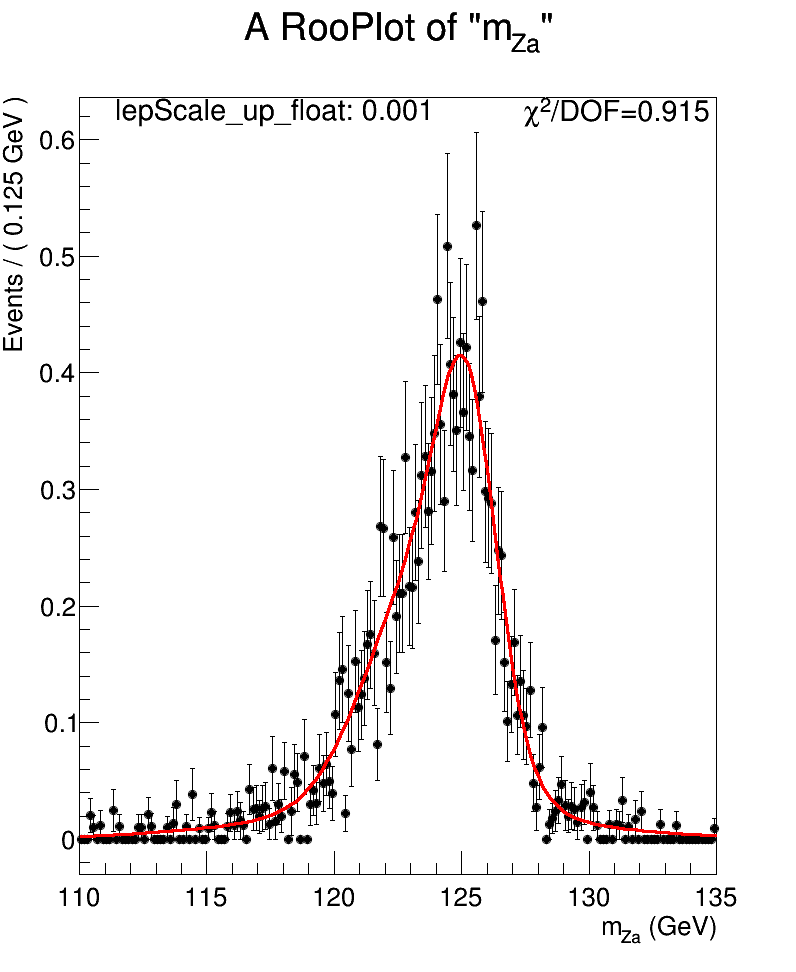 A RooPlot of "m_Za"
lepScale_up_float: 0.001 χ²/DOF=0.915
Events / ( 0.125 GeV )
0.6
0.5
0.4
0.3
0.2
0.1
0
110 115 120 125 130 135
m_Za (GeV)